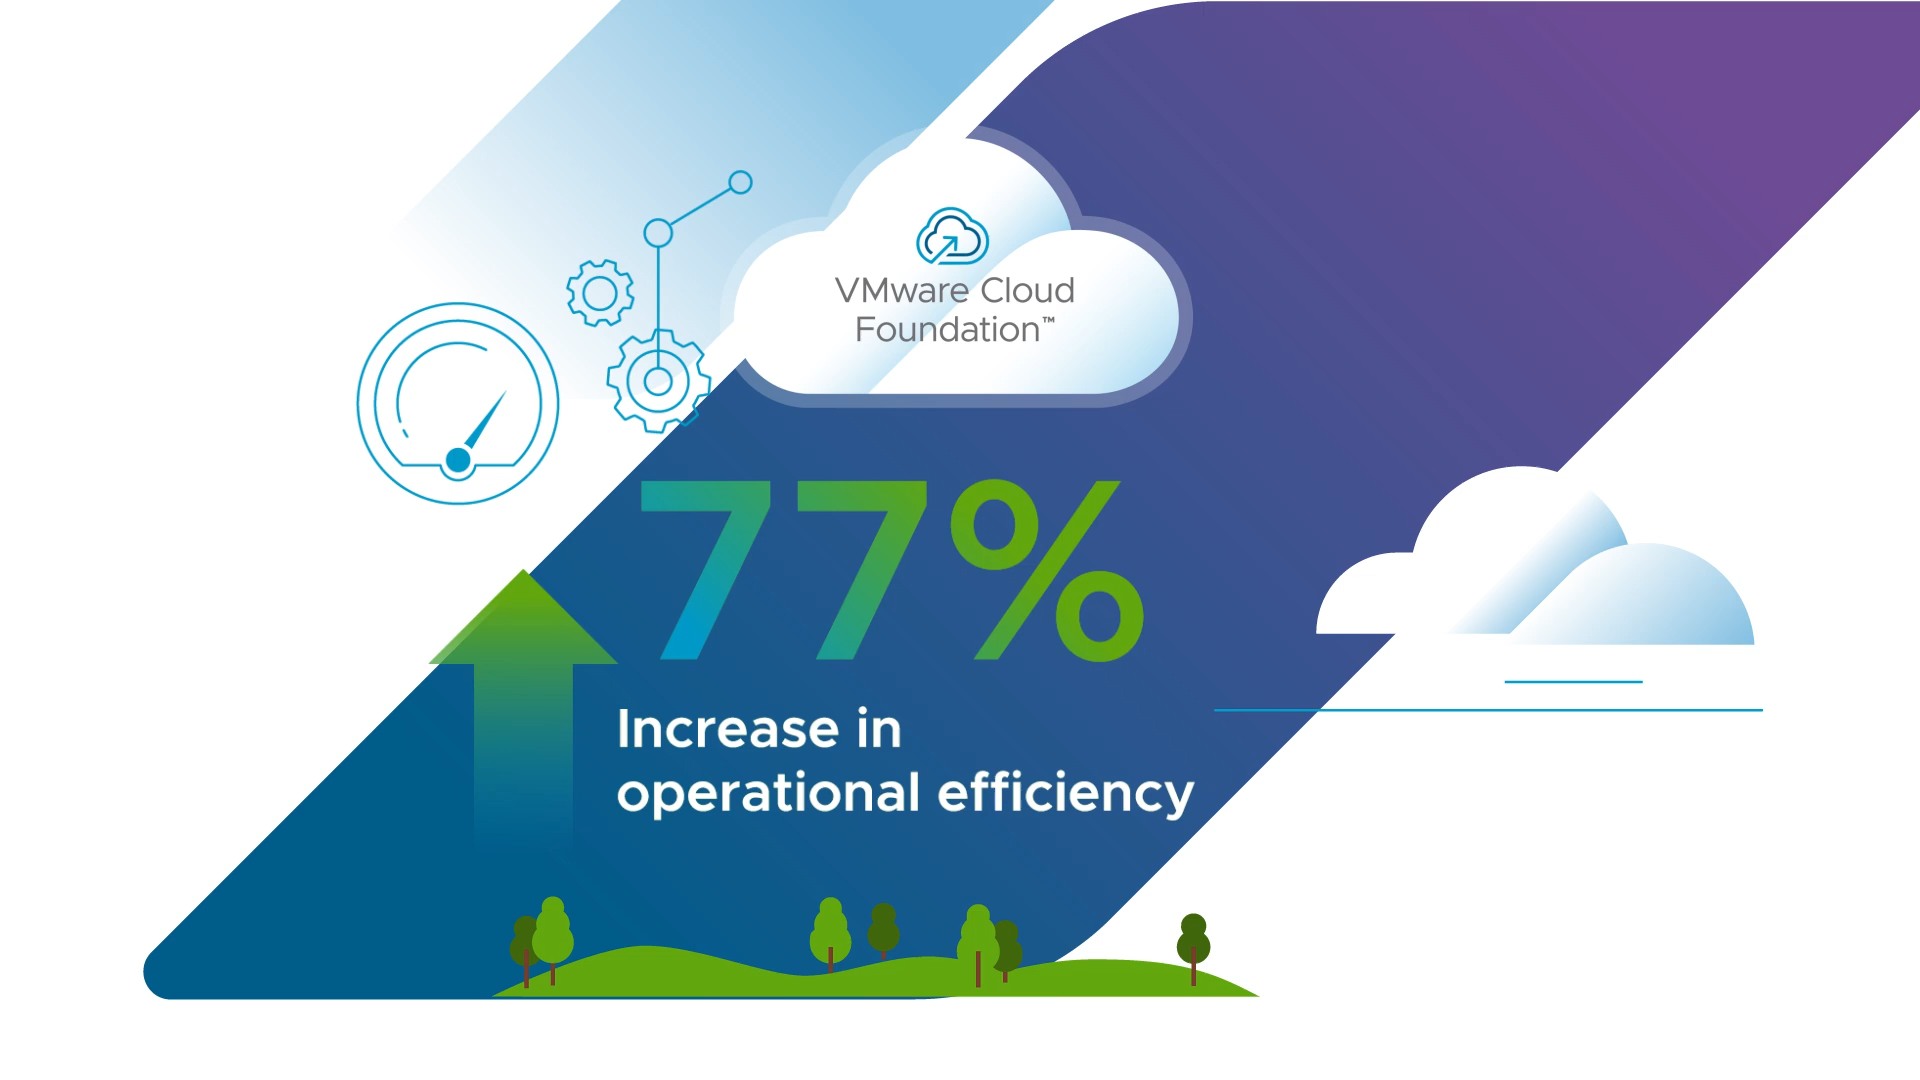 VMware Cloud
Foundation™
77%
Increase in
operational efficiency